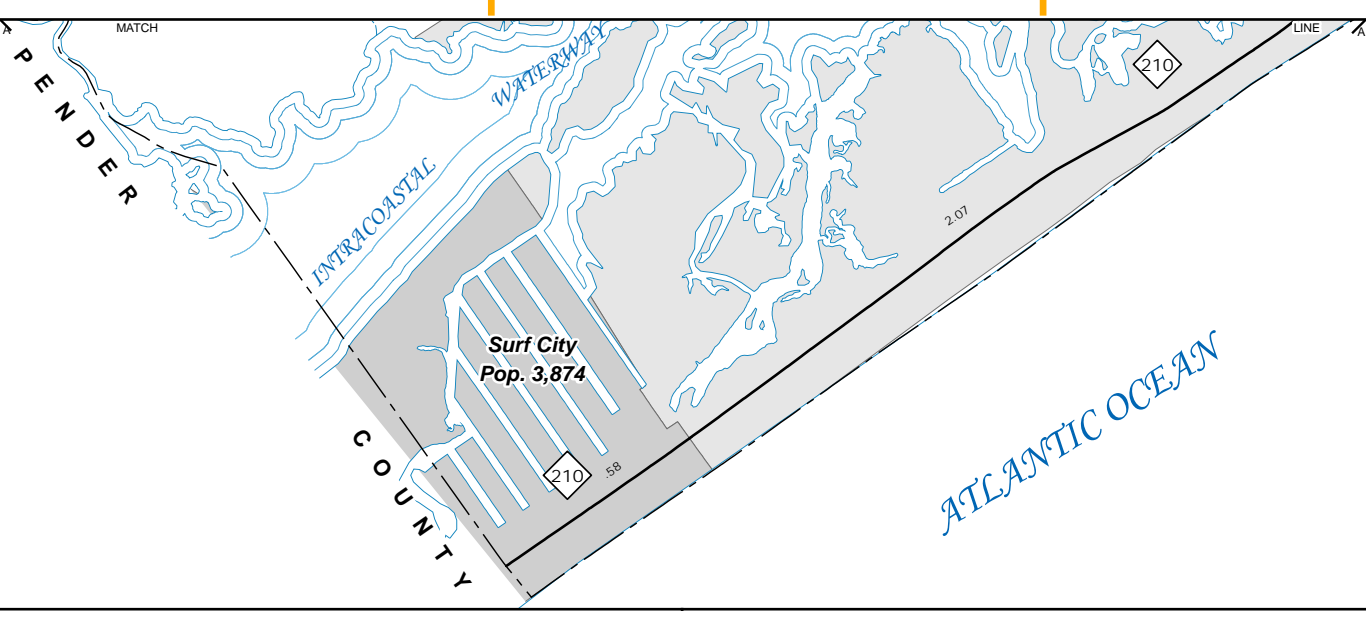 A
MATCH
LINE
A
PENDER
WATERWAY
210
INTRACOASTAL
2.07
Surf City
Pop. 3,874
ATLANTIC OCEAN
COUNTY
210
.58